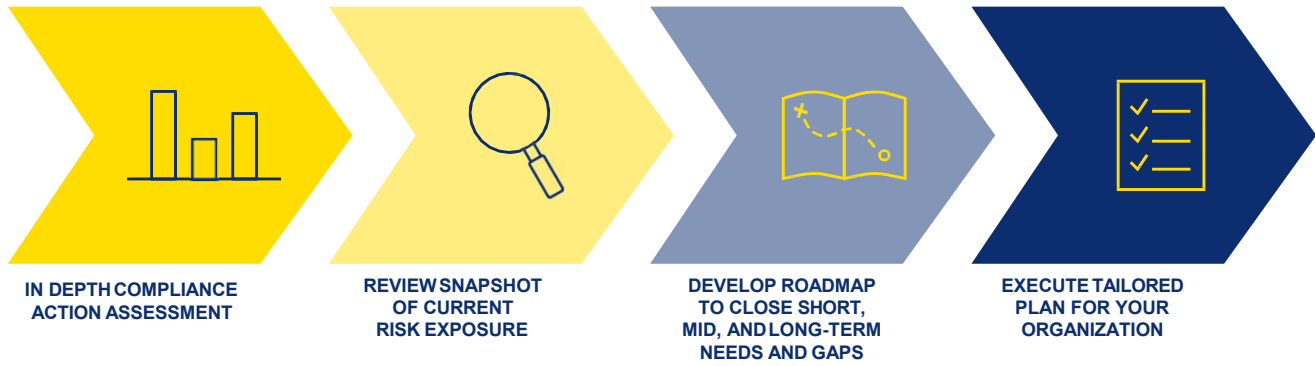 IN DEPTH COMPLIANCE
ACTION ASSESSMENT
REVIEW SNAPSHOT
OF CURRENT
RISK EXPOSURE
DEVELOP ROADMAP
TO CLOSE SHORT,
MID, AND LONG-TERM
NEEDS AND GAPS
EXECUTE TAILORED
PLAN FOR YOUR
ORGANIZATION